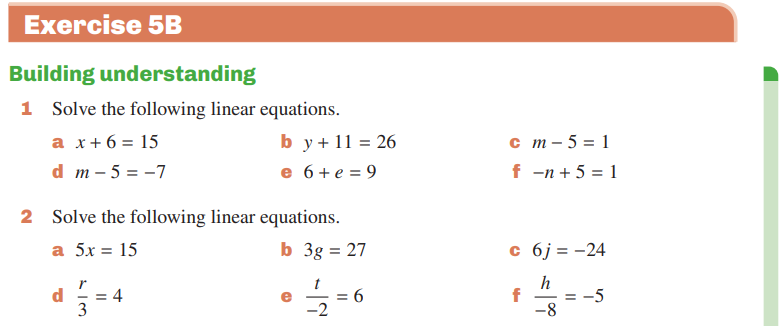 Exercise 5B
Building understanding
1 Solve the following linear equations.
a x + 6 = 15 b y + 11 = 26 c m − 5 = 1
d m − 5 = −7 e 6 + e = 9 f −n + 5 = 1
2 Solve the following linear equations.
a 5x = 15 b 3g = 27 c 6j = −24
d r/3 = 4 e t/−2 = 6 f h/−8 = −5